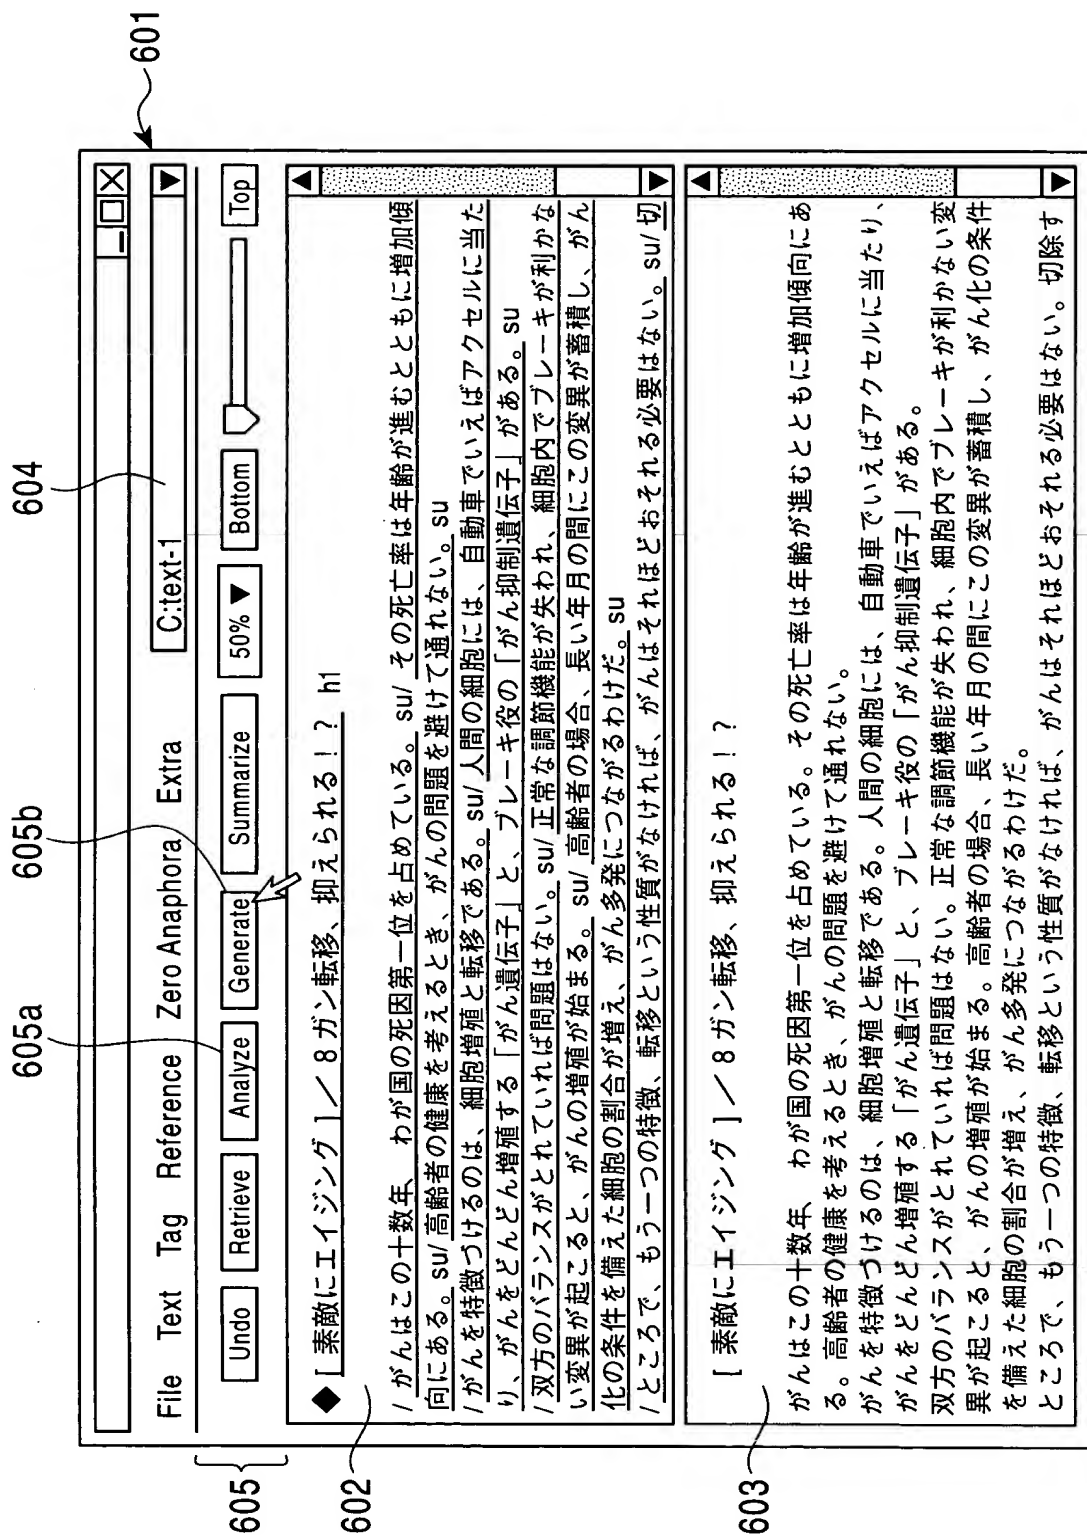 601
604
605a
605b
C:text-1
File Text Tag Reference Zero Anaphora Extra
605
Undo Retrieve Analyze Generate Summarize 50% ▼ Bottom Top
602
◆[ 素敵にエイジング ]／8ガン転移、抑えられる！？ h1
/がんはこの十数年、 わが国の死因第一位を占めている。su/ その死亡率は年齢が進むとともに増加傾
向にある。su/高齢者の健康を考えるとき、がんの問題を避けて通れない。su
/がんを特徴づけるのは、細胞増殖と転移である。su/人間の細胞には、自動車でいえばアクセルに当た
り、がんをどんどん増殖する「がん遺伝子」と、ブレーキ役の「がん抑制遺伝子」がある。su
/双方のバランスがとれていれば問題はない。su/正常な調節機能が失われ、細胞内でブレーキが利かな
い変異が起こると、がんの増殖が始まる。su/ 高齢者の場合、長い年月の間にこの変異が蓄積し、がん
化の条件を備えた細胞の割合が増え、がん多発につながるわけだ。su
/ところで、もう一つの特徴、転移という性質がなければ、がんはそれほどおそれる必要はない。su/切
603
[ 素敵にエイジング ]／8ガン転移、抑えられる！？
がんはこの十数年、 わが国の死因第一位を占めている。その死亡率は年齢が進むとともに増加傾向にあ
る。高齢者の健康を考えるとき、がんの問題を避けて通れない。
がんを特徴づけるのは、細胞増殖と転移である。人間の細胞には、自動車でいえばアクセルに当たり、
がんをどんどん増殖する「がん遺伝子」と、ブレーキ役の「がん抑制遺伝子」がある。
双方のバランスがとれていれば問題はない。正常な調節機能が失われ、細胞内でブレーキが利かない変
異が起こると、がんの増殖が始まる。高齢者の場合、長い年月の間にこの変異が蓄積し、がん化の条件
を備えた細胞の割合が増え、がん多発につながるわけだ。
ところで、もう一つの特徴、転移という性質がなければ、がんはそれほどおそれる必要はない。切除す